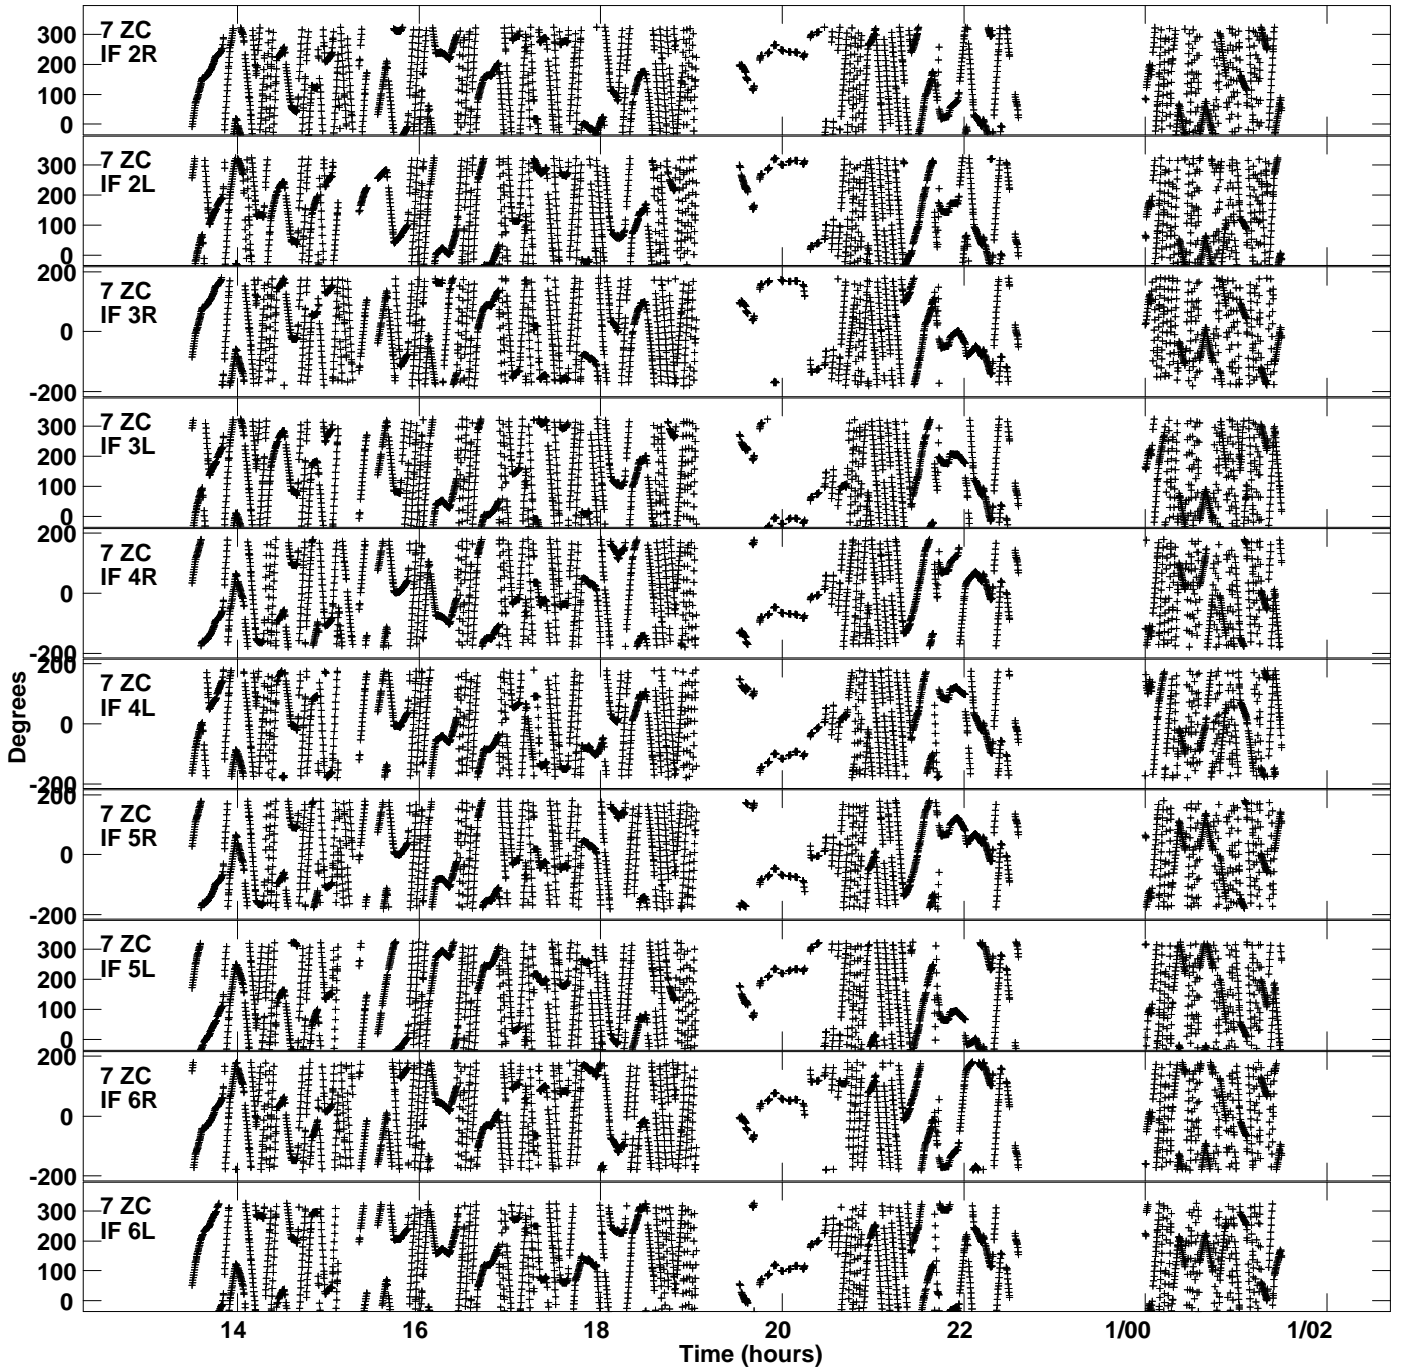 7 ZC
IF 2R
300
200
100
0
7 ZC
IF 2L
300
200
100
0
7 ZC
IF 3R
200
0
-200
7 ZC
IF 3L
300
200
100
0
7 ZC
IF 4R
200
0
-200
7 ZC
IF 4L
200
0
-200
7 ZC
IF 5R
200
0
-200
7 ZC
IF 5L
300
200
100
0
7 ZC
IF 6R
200
0
-200
7 ZC
IF 6L
300
200
100
0
Degrees
14 16 18 20 22 1/00 1/02
Time (hours)